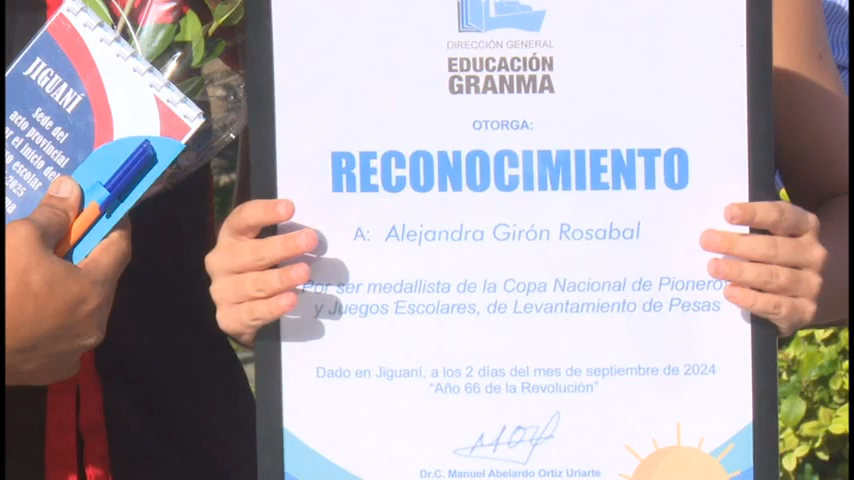 JIGUANÍ
Sede del
acto provincial
por el inicio del
escolar
-2025
DIRECCIÓN GENERAL
EDUCACIÓN
GRANMA
OTORGA:
RECONOCIMIENTO
A: Alejandra Girón Rosabal
Por ser medallista de la Copa Nacional de Pioneros
y Juegos Escolares, de Levantamiento de Pesas
Dado en Jiguaní, a los 2 días del mes de septiembre de 2024
“Año 66 de la Revolución”
Dr.C. Manuel Abelardo Ortiz Uriarte